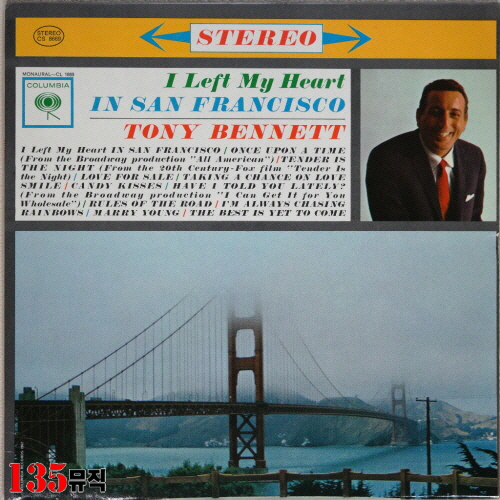 STEREO
CS 8669
STEREO
MONAURAL—CL 1869
COLUMBIA
I Left My Heart
IN SAN FRANCISCO
TONY BENNETT
I Left My Heart IN SAN FRANCISCO/ONCE UPON A TIME
(From the Broadway production "All American")/TENDER IS
THE NIGHT (From the 20th Century-Fox film "Tender Is
the Night)/LOVE FOR SALE/TAKING A CHANCE ON LOVE
SMILE/CANDY KISSES/HAVE I TOLD YOU LATELY?
(From the Broadway production "I Can Get It for You
Wholesale")/RULES OF THE ROAD/I'M ALWAYS CHASING
RAINBOWS/MARRY YOUNG/THE BEST IS YET TO COME
135뮤직